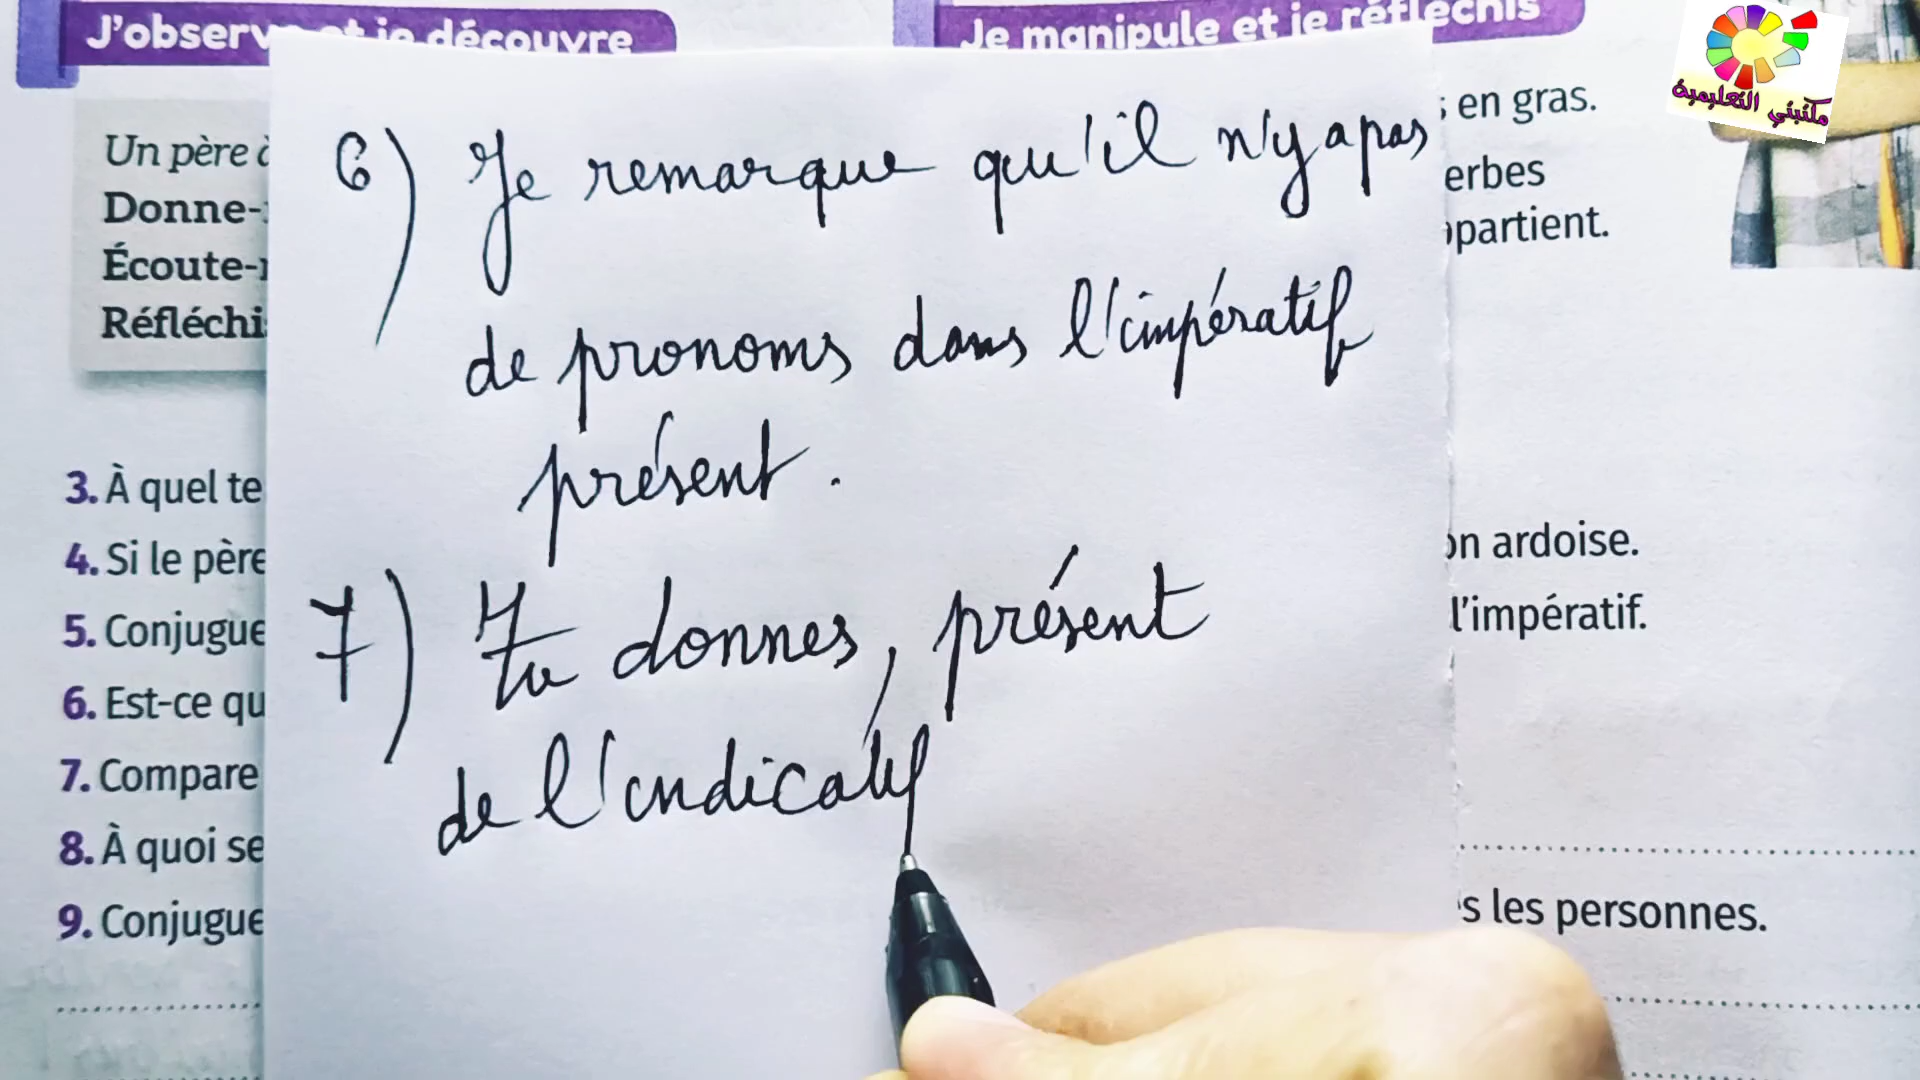 J'observe et je découvre
Un père à
Donne-
Écoute-
Réfléchi
3. À quel te
4. Si le père
5. Conjugue
6. Est-ce qu
7. Compare
8. À quoi se
9. Conjugue
6) Je remarque qu'il n'y a pas
de pronoms dans l'impératif
présent.
7) Tu donnes, présent
de l'indicatif
Je manipule et je réfléchis
en gras.
erbes
ppartient.
on ardoise.
l'impératif.
s les personnes.
مكتبتي التعليمية